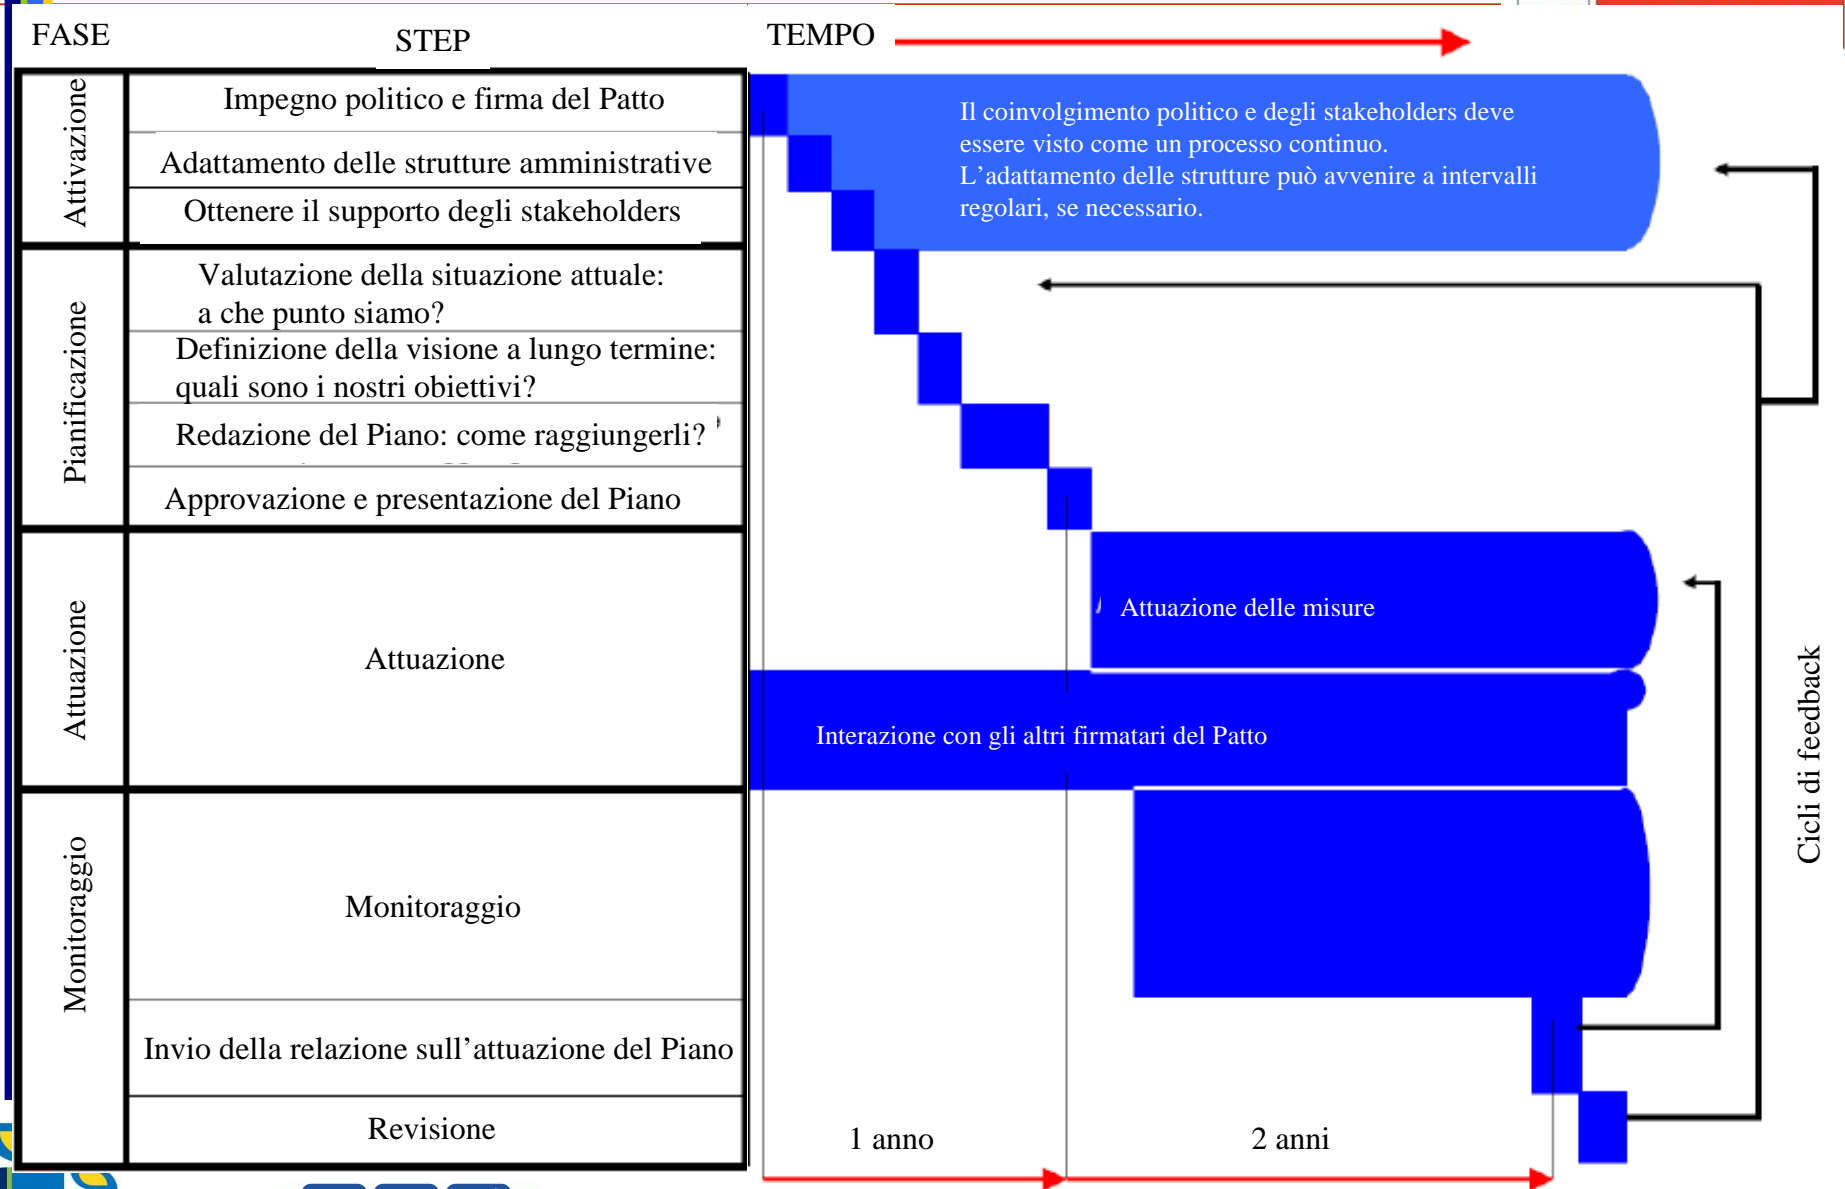 FASE
STEP
TEMPO
Attivazione
Impegno politico e firma del Patto
Adattamento delle strutture amministrative
Ottenere il supporto degli stakeholders
Il coinvolgimento politico e degli stakeholders deve
essere visto come un processo continuo.
L’adattamento delle strutture può avvenire a intervalli
regolari, se necessario.
Pianificazione
Valutazione della situazione attuale:
a che punto siamo?
Definizione della visione a lungo termine:
quali sono i nostri obiettivi?
Redazione del Piano: come raggiungerli?
Approvazione e presentazione del Piano
Attuazione
Attuazione
Attuazione delle misure
Interazione con gli altri firmatari del Patto
Monitoraggio
Monitoraggio
Invio della relazione sull’attuazione del Piano
Revisione
1 anno
2 anni
Cicli di feedback